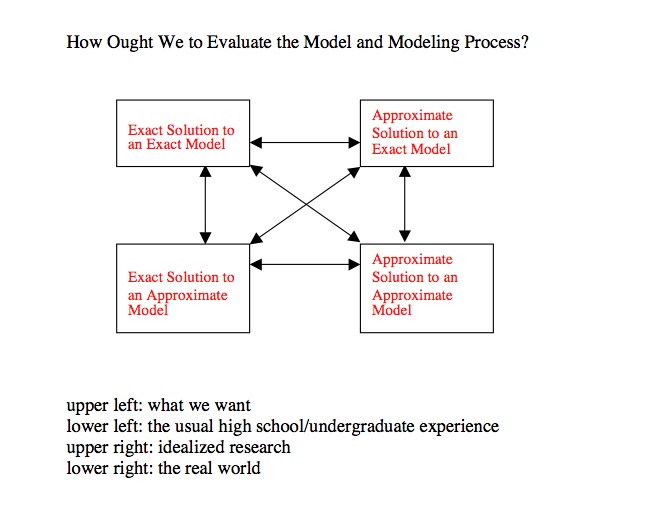 How Ought We to Evaluate the Model and Modeling Process?
Exact Solution to
an Exact Model
Approximate
Solution to an
Exact Model
Exact Solution to
an Approximate
Model
Approximate
Solution to an
Approximate
Model
upper left: what we want
lower left: the usual high school/undergraduate experience
upper right: idealized research
lower right: the real world